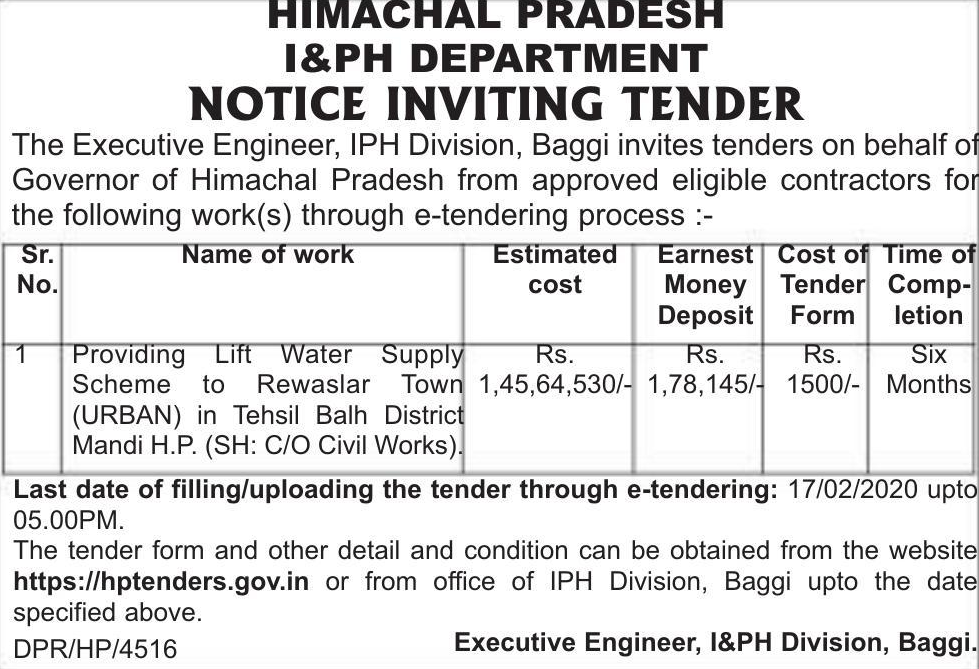 HIMACHAL PRADESH
I&PH DEPARTMENT
NOTICE INVITING TENDER
The Executive Engineer, IPH Division, Baggi invites tenders on behalf of
Governor of Himachal Pradesh from approved eligible contractors for
the following work(s) through e-tendering process :-
Sr. Name of work Estimated Earnest Cost of Time of
No. cost Money Tender Comp-
Deposit Form letion
1 Providing Lift Water Supply Rs. Rs. Rs. Six
Scheme to Rewaslar Town 1,45,64,530/- 1,78,145/- 1500/- Months
(URBAN) in Tehsil Balh District
Mandi H.P. (SH: C/O Civil Works).
Last date of filling/uploading the tender through e-tendering: 17/02/2020 upto
05.00PM.
The tender form and other detail and condition can be obtained from the website
https://hptenders.gov.in or from office of IPH Division, Baggi upto the date
specified above.
DPR/HP/4516 Executive Engineer, I&PH Division, Baggi.